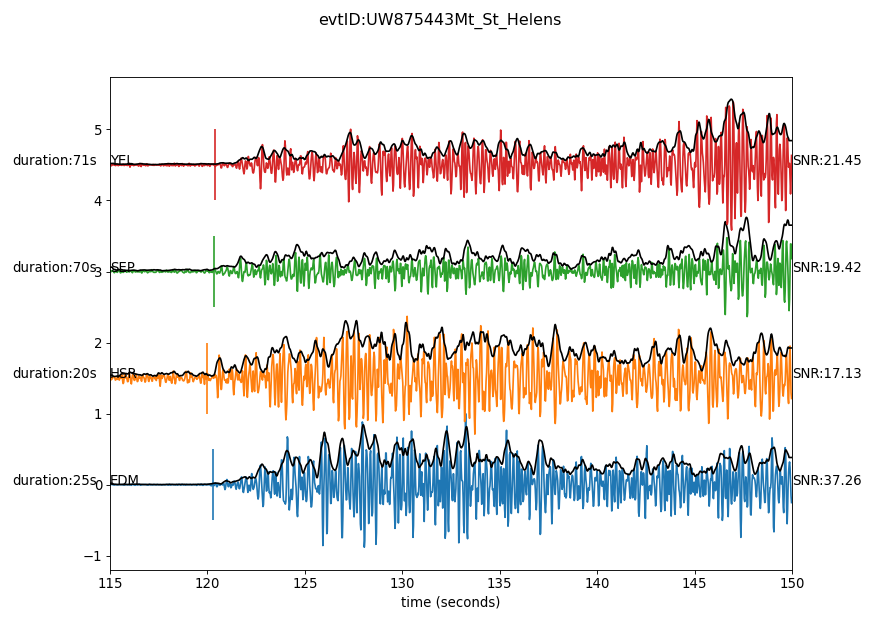 evtID:UW875443Mt_St_Helens
5
duration:71s YEL SNR:21.45
4
duration:70s SEP SNR:19.42
3
2
duration:20s HSR SNR:17.13
1
duration:25s EDM SNR:37.26
0
−1
115 120 125 130 135 140 145 150
time (seconds)